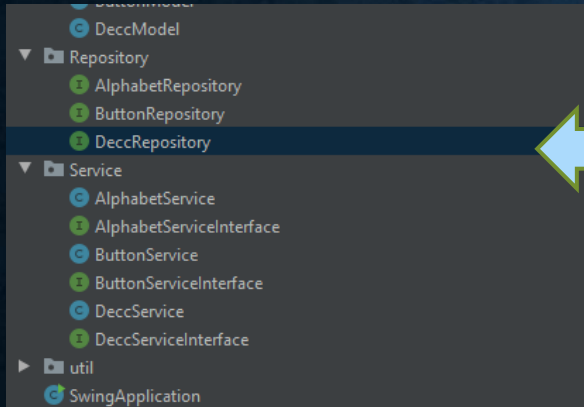 DeccModel
Repository
AlphabetRepository
ButtonRepository
DeccRepository
Service
AlphabetService
AlphabetServiceInterface
ButtonService
ButtonServiceInterface
DeccService
DeccServiceInterface
util
SwingApplication